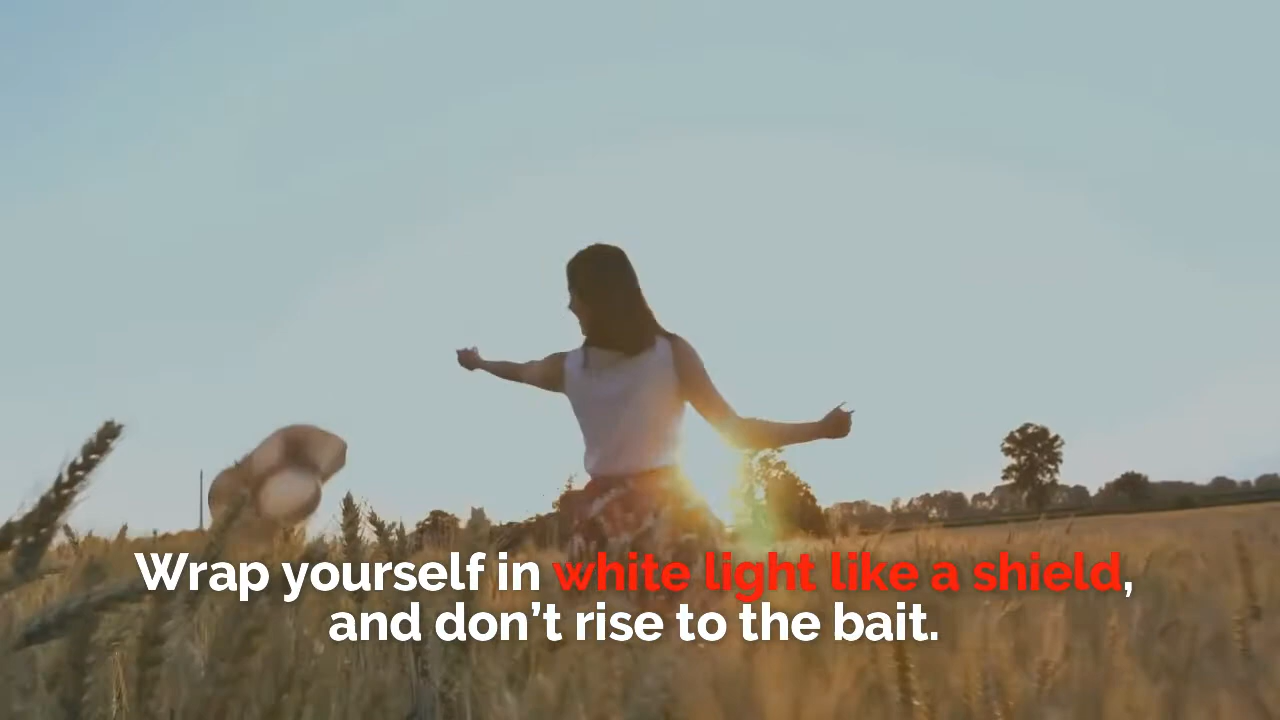 Wrap yourself in white light like a shield,
and don’t rise to the bait.